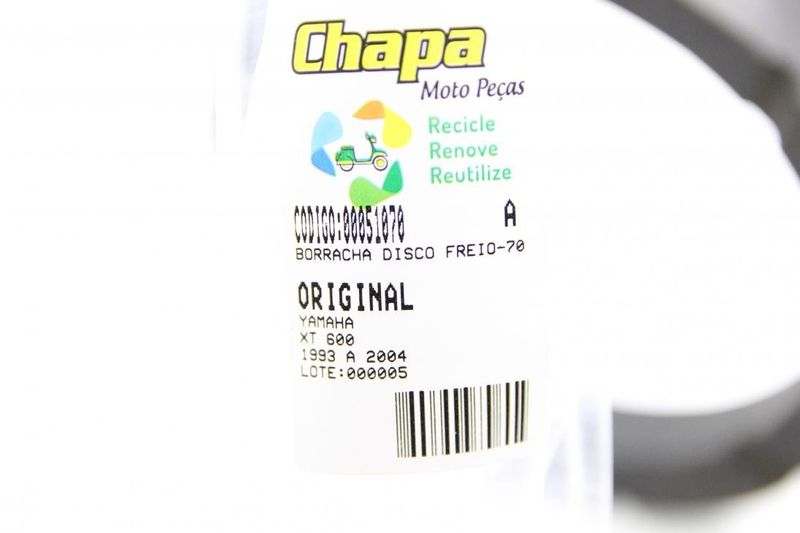 Chapa
Moto Peças
Recicle
Renove
Reutilize
CODIGO:00051070 A
BORRACHA DISCO FREIO-70
ORIGINAL
YAMAHA
XT 600
1993 A 2004
LOTE:000005